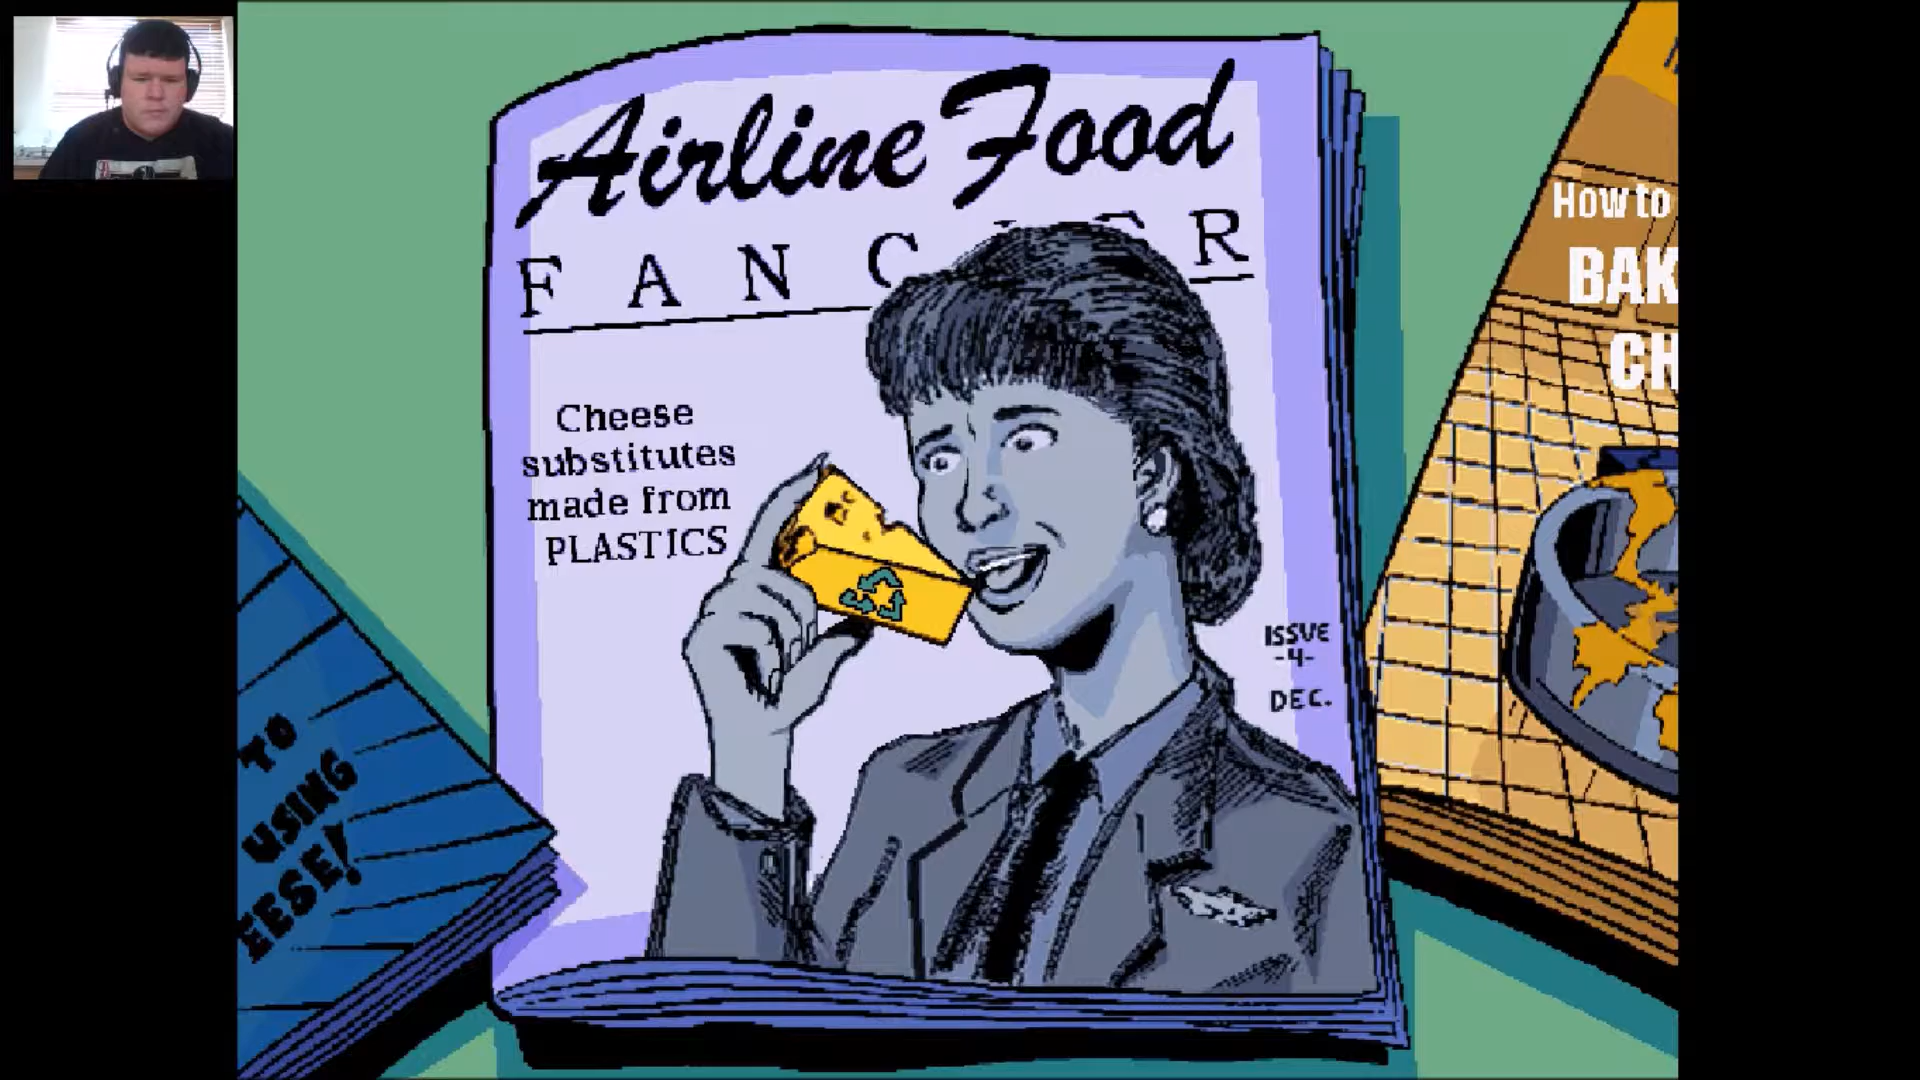 Airline Food
F A N C I E R
Cheese
substitutes
made from
PLASTICS
ISSUE
-4-
DEC.
How to
BAK
CH
TO
USING
EESE!